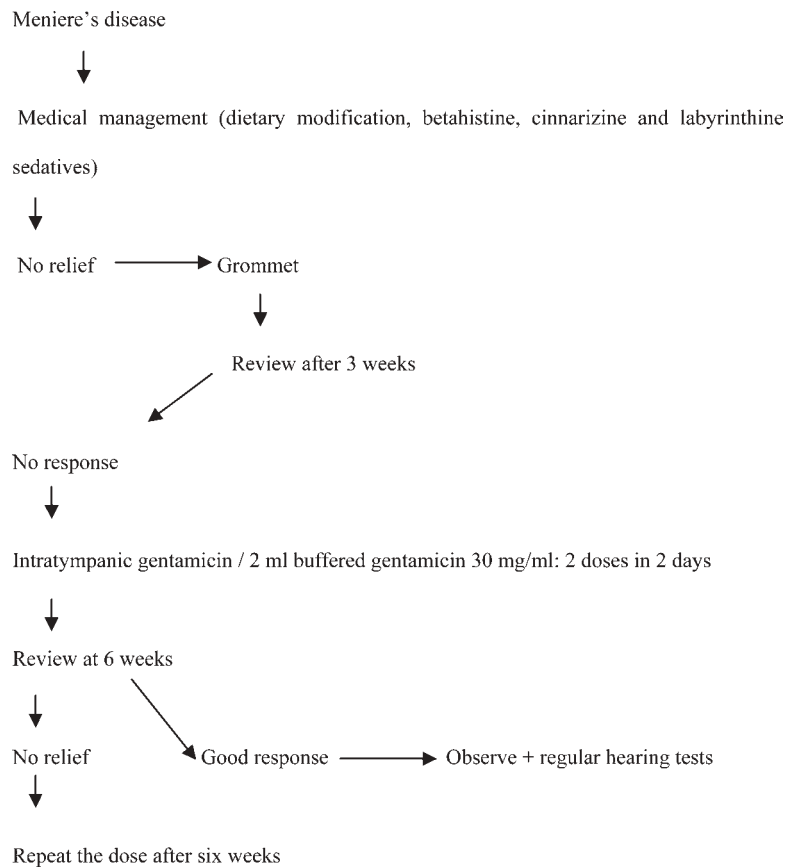 Meniere's disease
Medical management (dietary modification, betahistine, cinnarizine and labyrinthine
sedatives)
No relief Grommet
Review after 3 weeks
No response
Intratympanic gentamicin / 2 ml buffered gentamicin 30 mg/ml: 2 doses in 2 days
Review at 6 weeks
No relief Good response Observe + regular hearing tests
Repeat the dose after six weeks